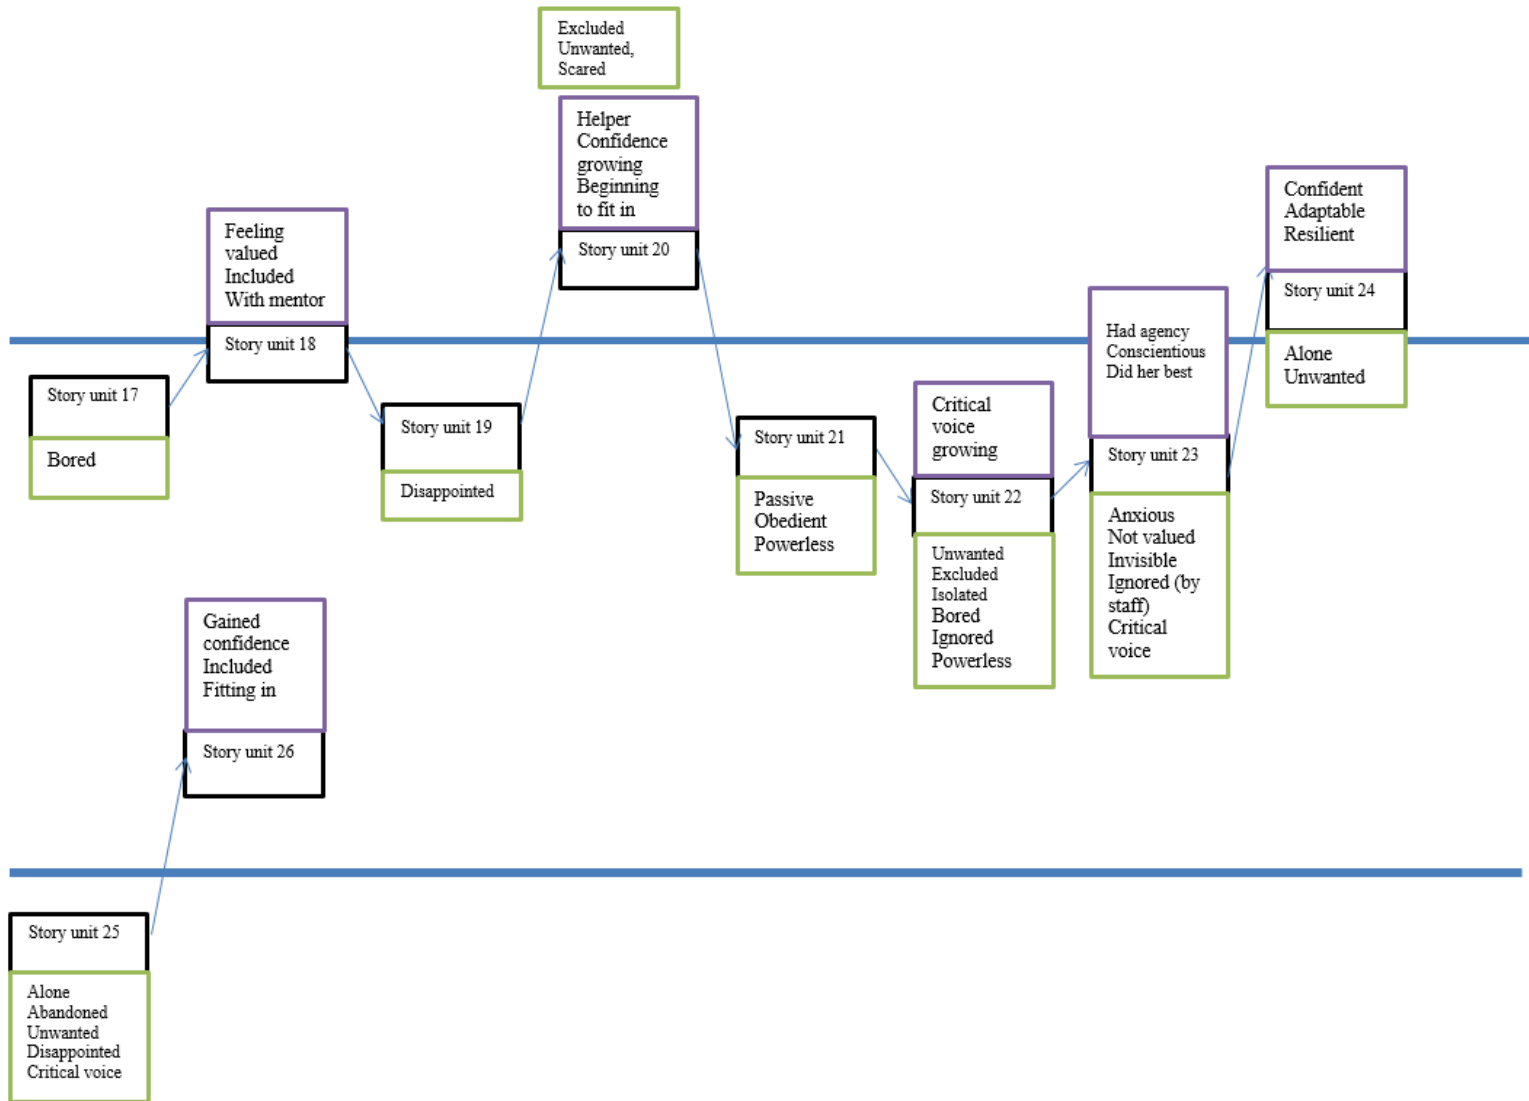 Excluded
Unwanted,
Scared
Helper
Confidence
growing
Beginning
to fit in
Story unit 20
Feeling
valued
Included
With mentor
Story unit 18
Story unit 17
Bored
Story unit 19
Disappointed
Story unit 21
Passive
Obedient
Powerless
Critical
voice
growing
Story unit 22
Unwanted
Excluded
Isolated
Bored
Ignored
Powerless
Had agency
Conscientious
Did her best
Story unit 23
Anxious
Not valued
Invisible
Ignored (by
staff)
Critical
voice
Confident
Adaptable
Resilient
Story unit 24
Alone
Unwanted
Gained
confidence
Included
Fitting in
Story unit 26
Story unit 25
Alone
Abandoned
Unwanted
Disappointed
Critical voice